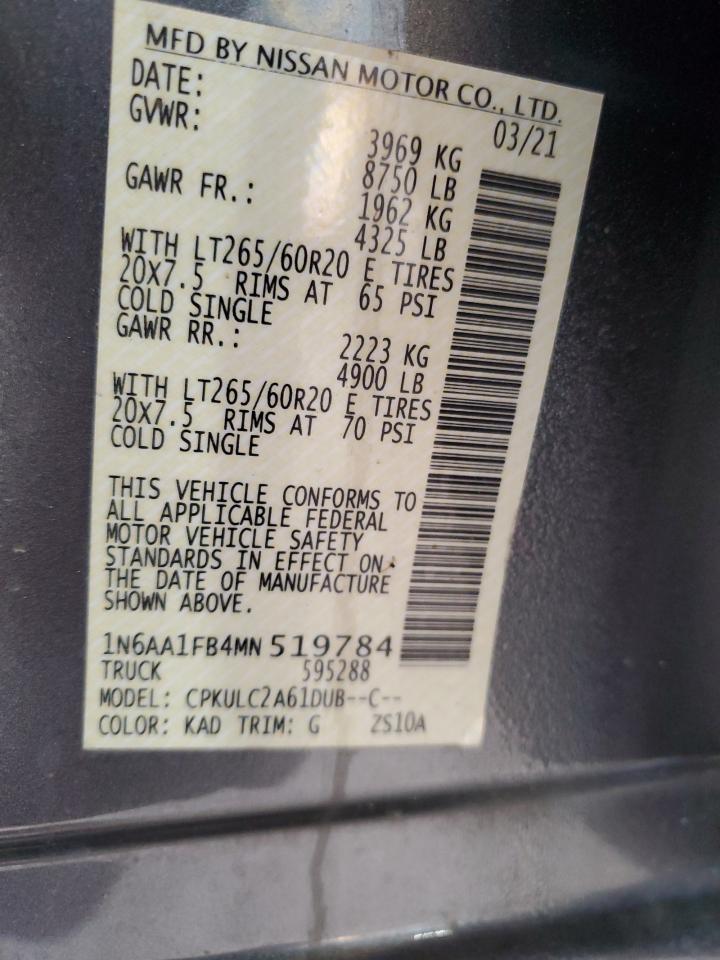 MFD BY NISSAN MOTOR CO., LTD.
DATE: 03/21
GVWR: 3969 KG
8750 LB
GAWR FR.: 1962 KG
4325 LB
WITH LT265/60R20 E TIRES
20X7.5 RIMS AT 65 PSI
COLD SINGLE
GAWR RR.: 2223 KG
4900 LB
WITH LT265/60R20 E TIRES
20X7.5 RIMS AT 70 PSI
COLD SINGLE
THIS VEHICLE CONFORMS TO
ALL APPLICABLE FEDERAL
MOTOR VEHICLE SAFETY
STANDARDS IN EFFECT ON
THE DATE OF MANUFACTURE
SHOWN ABOVE.
1N6AA1FB4MN 519784
TRUCK 595288
MODEL: CPKULC2A61DUB--C--
COLOR: KAD TRIM: G ZS10A